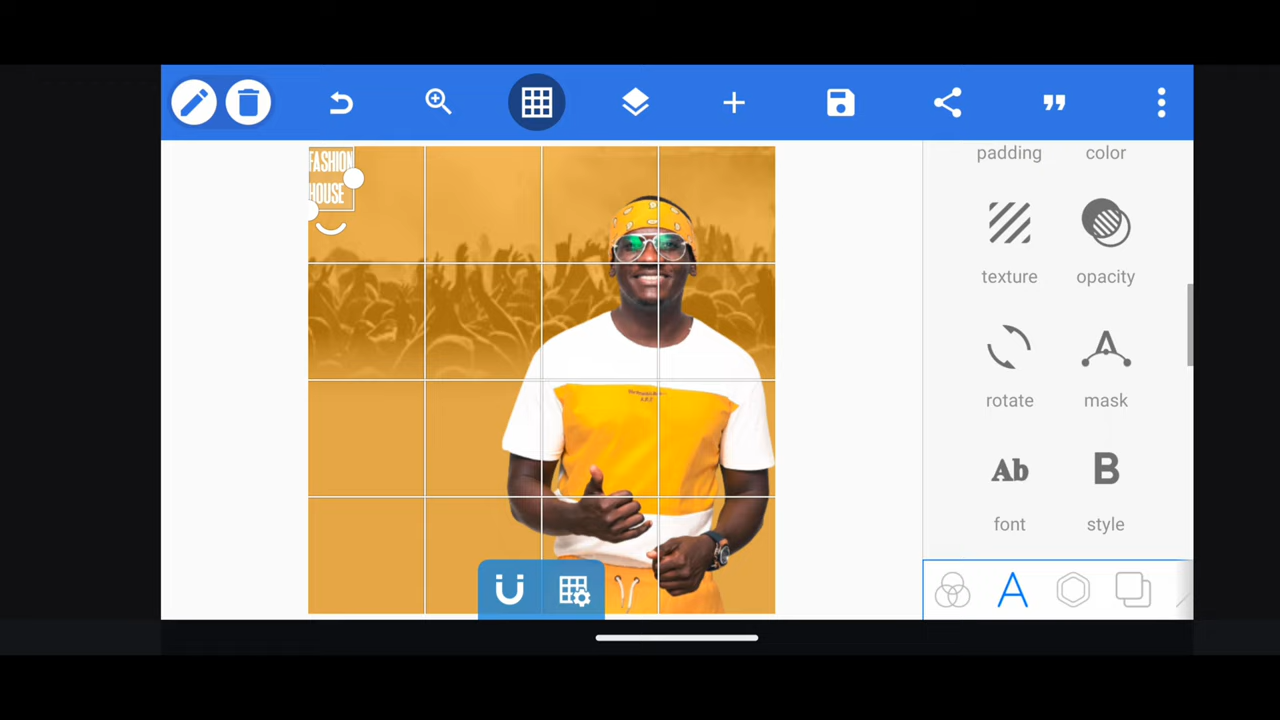 FASHION
HOUSE
padding
color
texture
opacity
rotate
mask
Ab
B
font
style
A